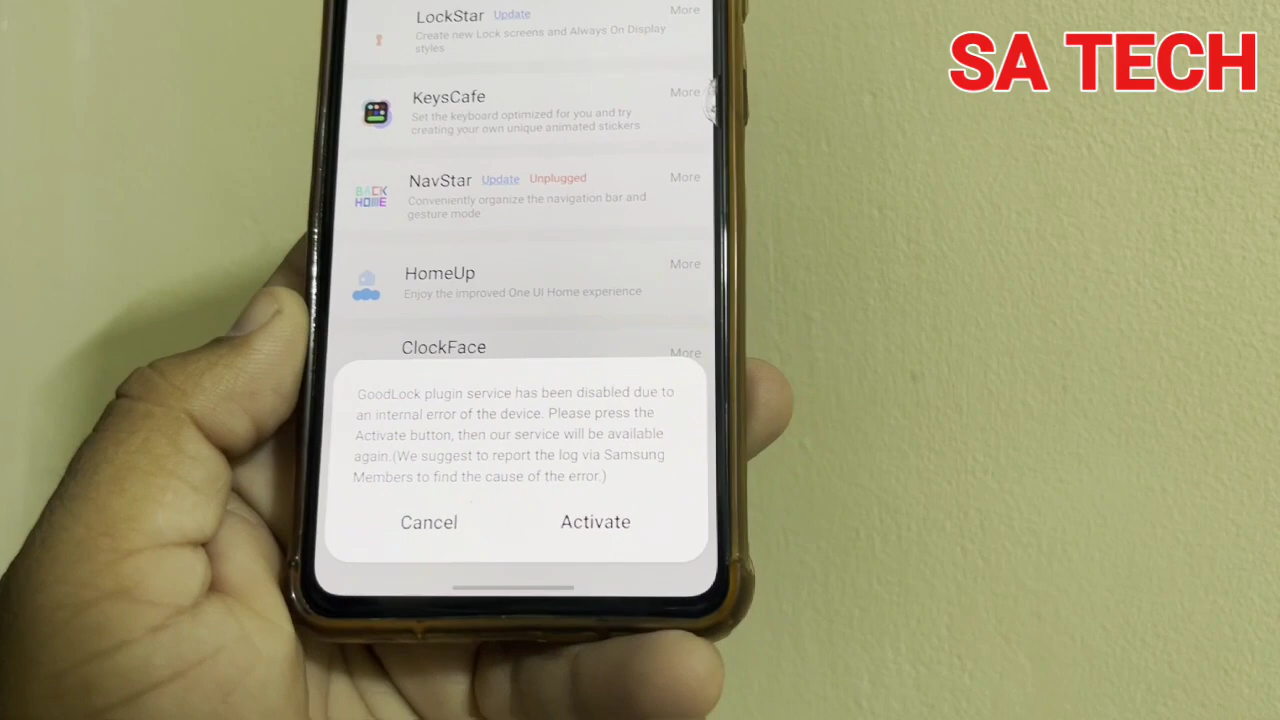 SA TECH
LockStar Update More
Create new Lock screens and Always On Display
styles
KeysCafe More
Set the keyboard optimized for you and try
creating your own unique animated stickers
BACK
HOME
NavStar Update Unplugged More
Conveniently organize the navigation bar and
gesture mode
HomeUp More
Enjoy the improved One UI Home experience
ClockFace More
GoodLock plugin service has been disabled due to
an internal error of the device. Please press the
Activate button, then our service will be available
again.(We suggest to report the log via Samsung
Members to find the cause of the error.)
Cancel Activate